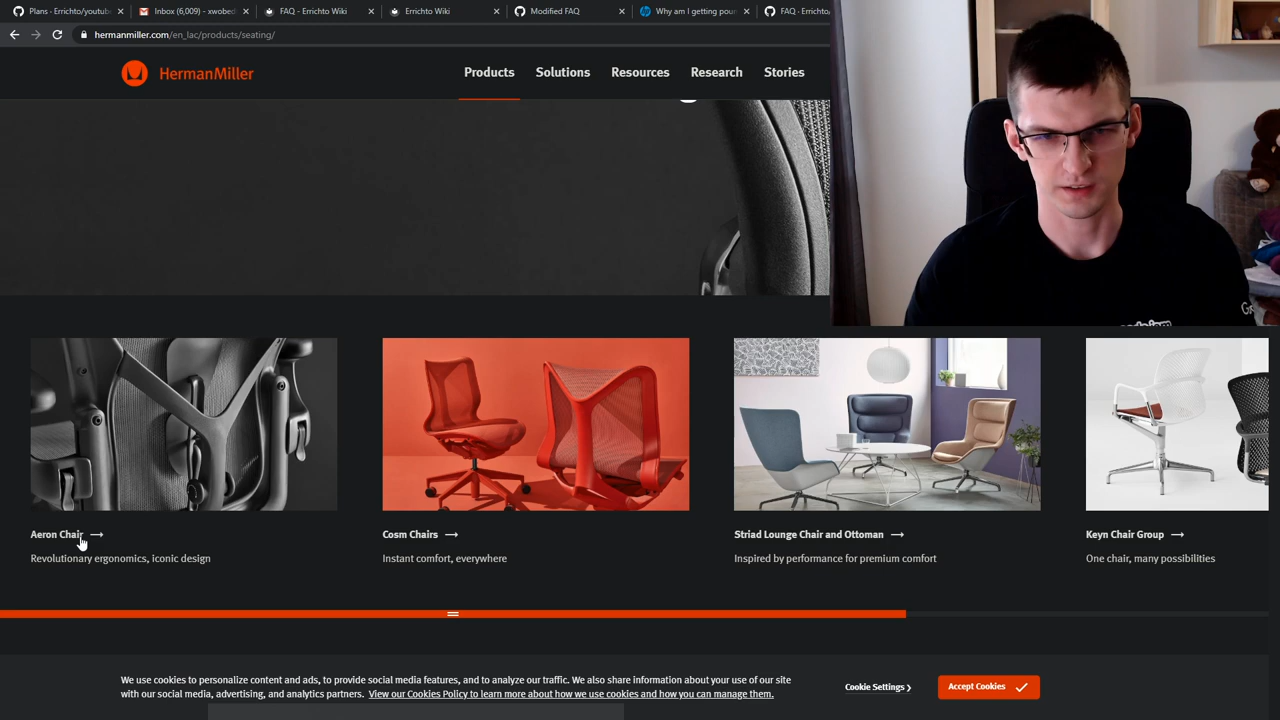 Plans · Errichto/youtub
Inbox (6,009) - xwobed
FAQ - Errichto Wiki
Errichto Wiki
Modified FAQ
Why am I getting poun
FAQ · Errichto
hermanmiller.com/en_lac/products/seating/
HermanMiller
Products
Solutions
Resources
Research
Stories
Aeron Chair →
Revolutionary ergonomics, iconic design
Cosm Chairs →
Instant comfort, everywhere
Striad Lounge Chair and Ottoman →
Inspired by performance for premium comfort
Keyn Chair Group →
One chair, many possibilities
We use cookies to personalize content and ads, to provide social media features, and to analyze our traffic. We also share information about your use of our site
with our social media, advertising, and analytics partners. View our Cookies Policy to learn more about how we use cookies and how you can manage them.
Cookie Settings ❯
Accept Cookies